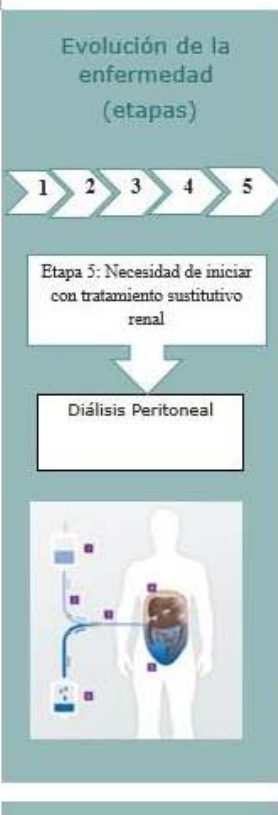 Evolución de la
enfermedad
(etapas)
1 2 3 4 5
Etapa 5: Necesidad de iniciar
con tratamiento sustitutivo
renal
Diálisis Peritoneal